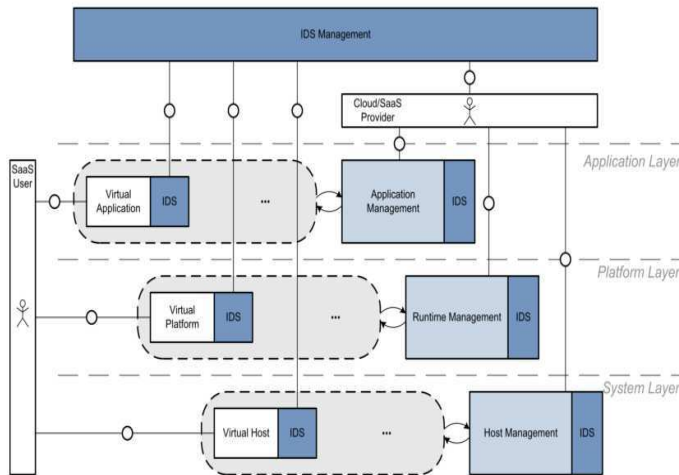 IDS Management
Cloud/SaaS
Provider
Application Layer
SaaS
User
Virtual
Application
IDS
...
Application
Management
IDS
Platform Layer
Virtual
Platform
IDS
...
Runtime Management
IDS
System Layer
Virtual Host
IDS
...
Host Management
IDS